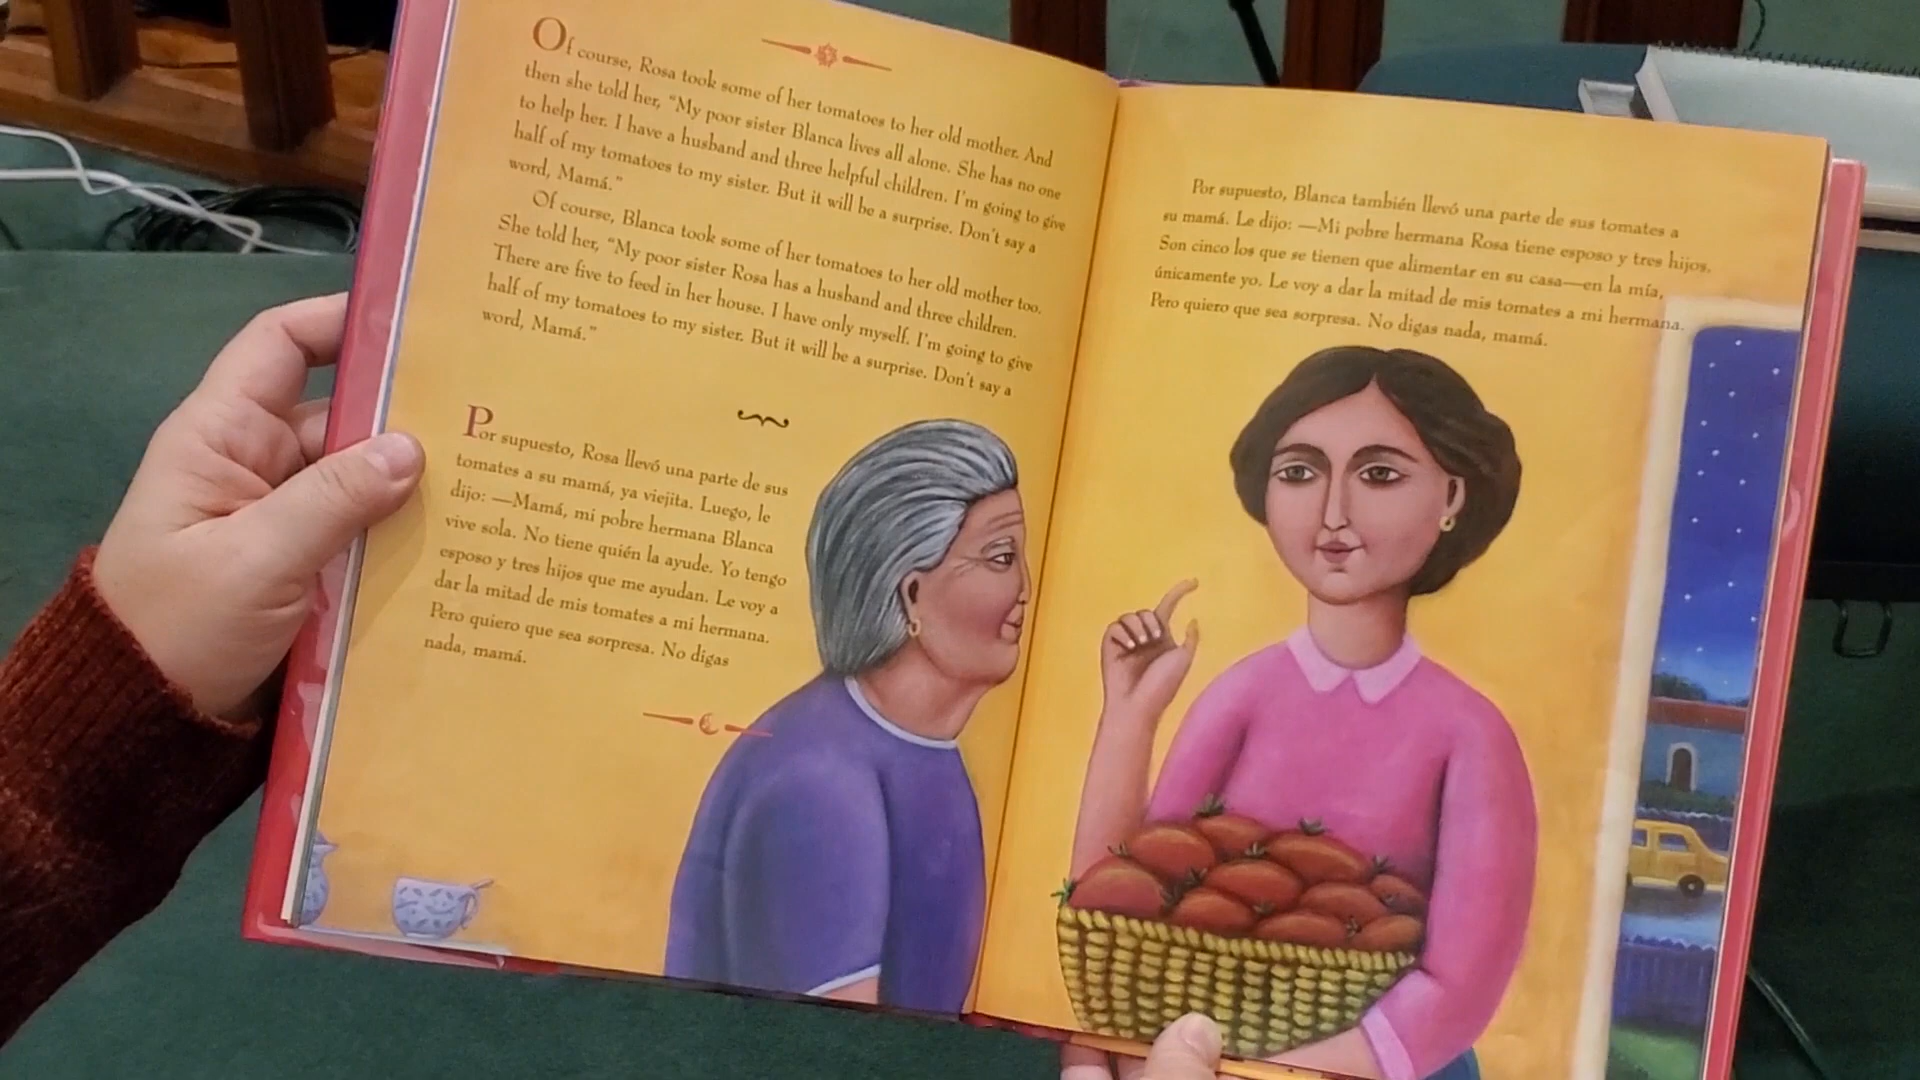 Of course, Rosa took some of her tomatoes to her old mother. And
then she told her, “My poor sister Blanca lives all alone. She has no one
to help her. I have a husband and three helpful children. I’m going to give
half of my tomatoes to my sister. But it will be a surprise. Don’t say a
word, Mamá.”
Of course, Blanca took some of her tomatoes to her old mother too.
She told her, “My poor sister Rosa has a husband and three children.
There are five to feed in her house. I have only myself. I’m going to give
half of my tomatoes to my sister. But it will be a surprise. Don’t say a
word, Mamá.”
Por supuesto, Rosa llevó una parte de sus
tomates a su mamá, ya viejita. Luego, le
dijo: —Mamá, mi pobre hermana Blanca
vive sola. No tiene quién la ayude. Yo tengo
esposo y tres hijos que me ayudan. Le voy a
dar la mitad de mis tomates a mi hermana.
Pero quiero que sea sorpresa. No digas
nada, mamá.
Por supuesto, Blanca también llevó una parte de sus tomates a
su mamá. Le dijo: —Mi pobre hermana Rosa tiene esposo y tres hijos.
Son cinco los que se tienen que alimentar en su casa—en la mía,
únicamente yo. Le voy a dar la mitad de mis tomates a mi hermana.
Pero quiero que sea sorpresa. No digas nada, mamá.